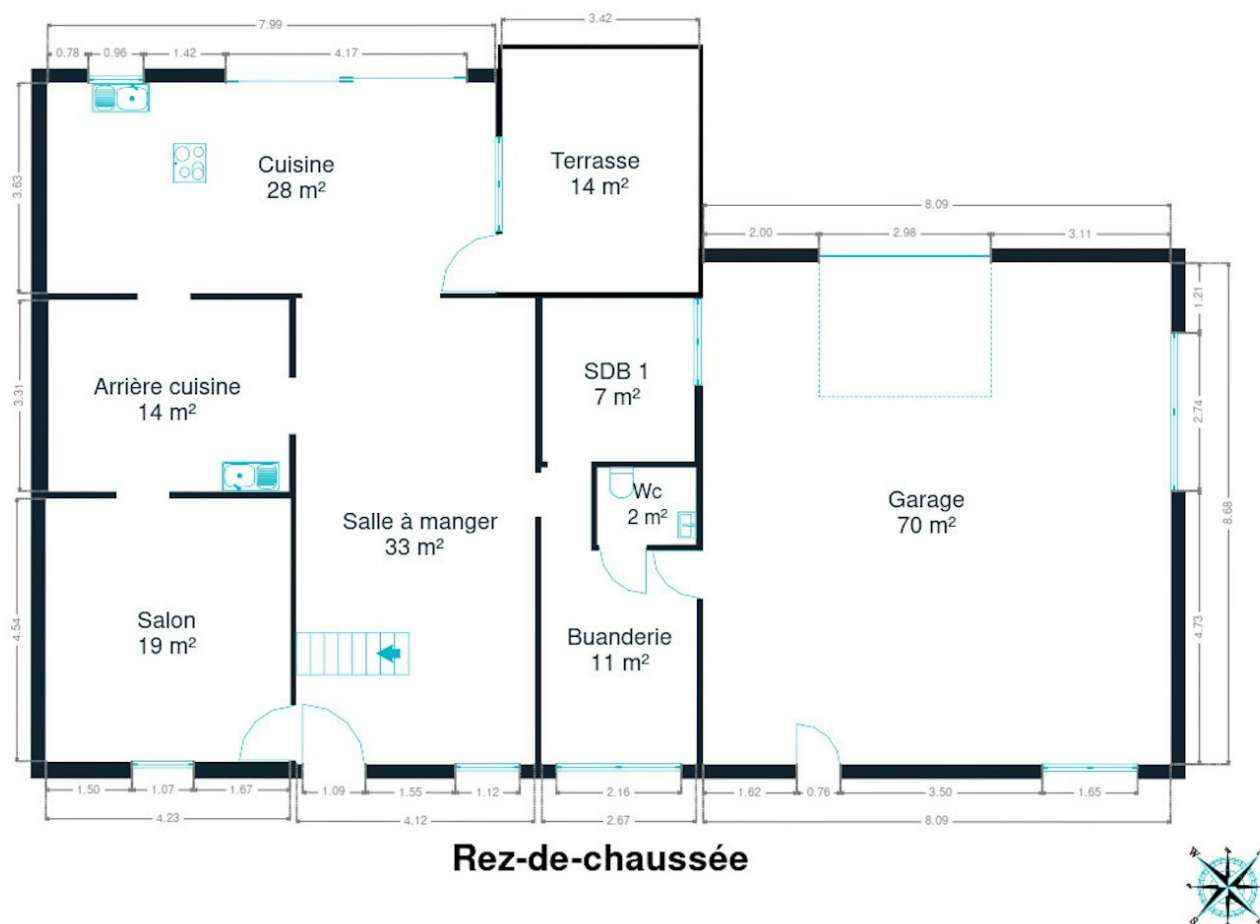 7.99
3.42
0.78
0.96
1.42
4.17
3.63
Cuisine
28 m²
Terrasse
14 m²
8.09
2.00
2.98
3.11
1.21
3.31
Arrière cuisine
14 m²
SDB 1
7 m²
2.74
Wc
2 m²
Garage
70 m²
8.68
Salle à manger
33 m²
4.54
Salon
19 m²
Buanderie
11 m²
4.73
1.50
1.07
1.67
1.09
1.55
1.12
2.16
1.62
0.76
3.50
1.65
4.23
4.12
2.67
8.09
Rez-de-chaussée
W
S